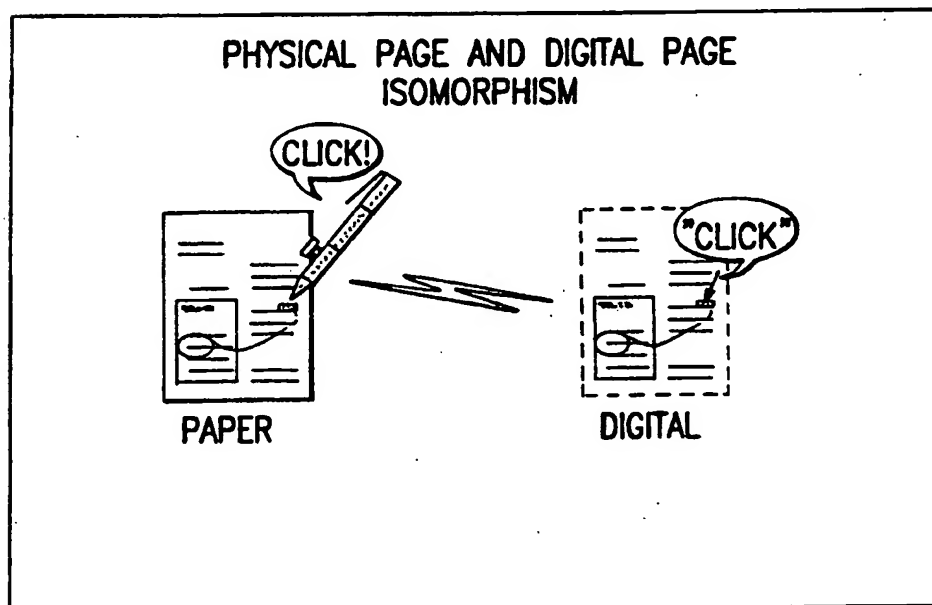 PHYSICAL PAGE AND DIGITAL PAGE
ISOMORPHISM
CLICK!
"CLICK"
PAPER
DIGITAL